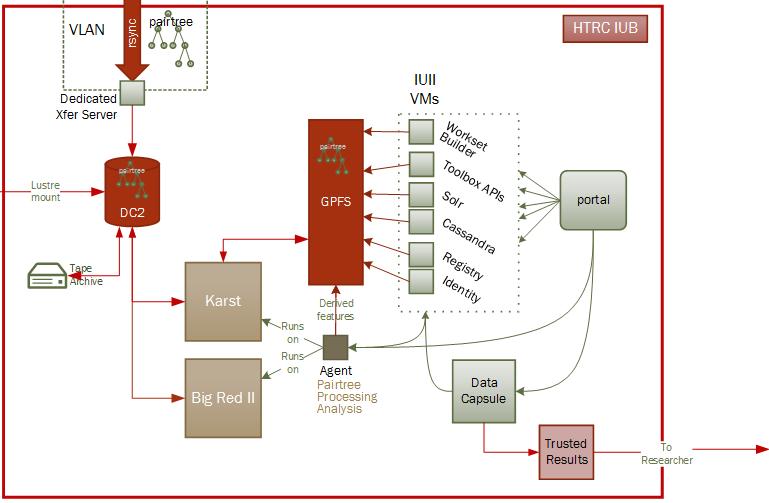 VLAN
rsync
pairtree
HTRC IUB
Dedicated
Xfer Server
IUII
VMs
pairtree
DC2
Lustre
mount
pairtree
GPFS
Workset
Builder
Toolbox APIs
Solr
Cassandra
Registry
Identity
portal
Tape
Archive
Karst
Derived
features
Runs
on
Runs
on
Agent
Pairtree
Processing
Analysis
Big Red II
Data
Capsule
Trusted
Results
To
Researcher